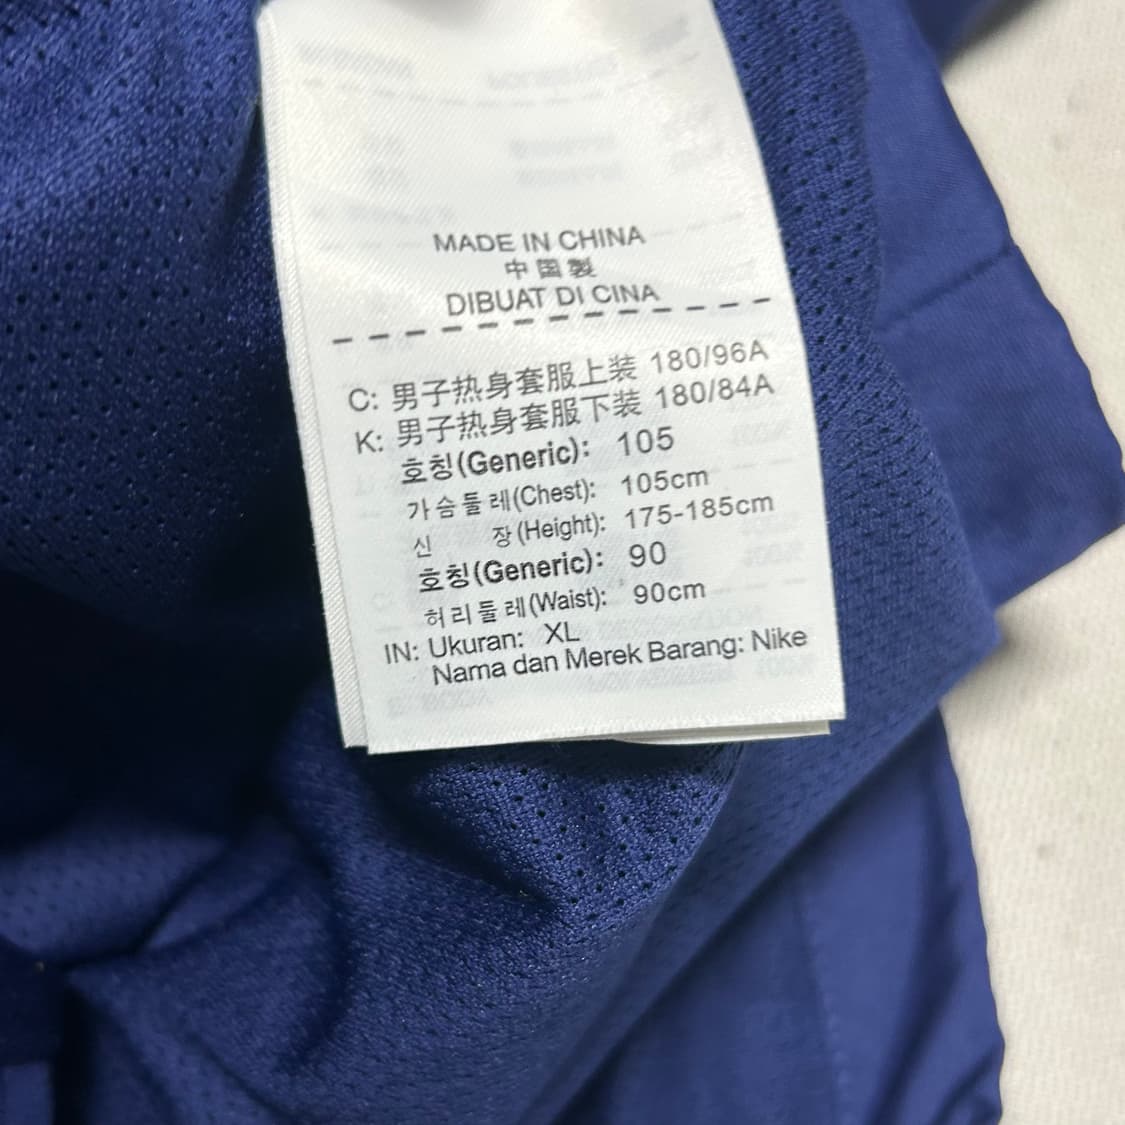 MADE IN CHINA
中国製
DIBUAT DI CINA
C: 男子热身套服上装 180/96A
K: 男子热身套服下装 180/84A
호칭(Generic): 105
가슴둘레(Chest): 105cm
신 장(Height): 175-185cm
호칭(Generic): 90
허리둘레(Waist): 90cm
IN: Ukuran: XL
Nama dan Merek Barang: Nike